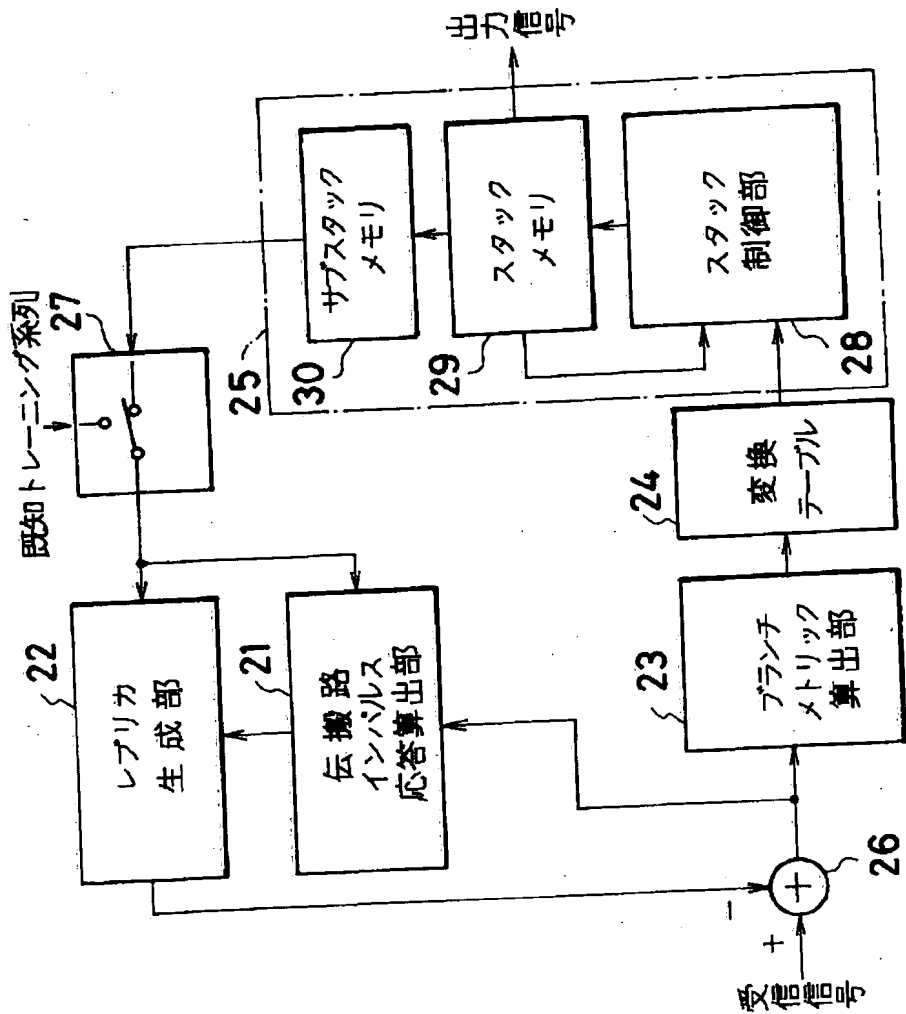 既知トレーニング系列
27
22
レプリカ
生成部
21
伝搬路
インパルス
応答算出部
25
サブスタック
メモリ
30
スタック
メモリ
29
スタック
制御部
28
出力信号
24
変換
テーブル
23
ブランチ
メトリック
算出部
26
+
−
+
受信信号